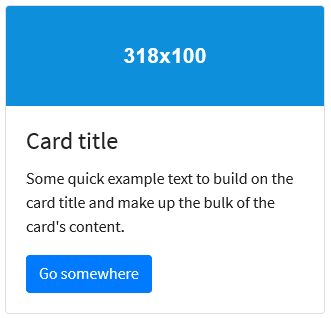 318x100
Card title
Some quick example text to build on the
card title and make up the bulk of the
card's content.
Go somewhere